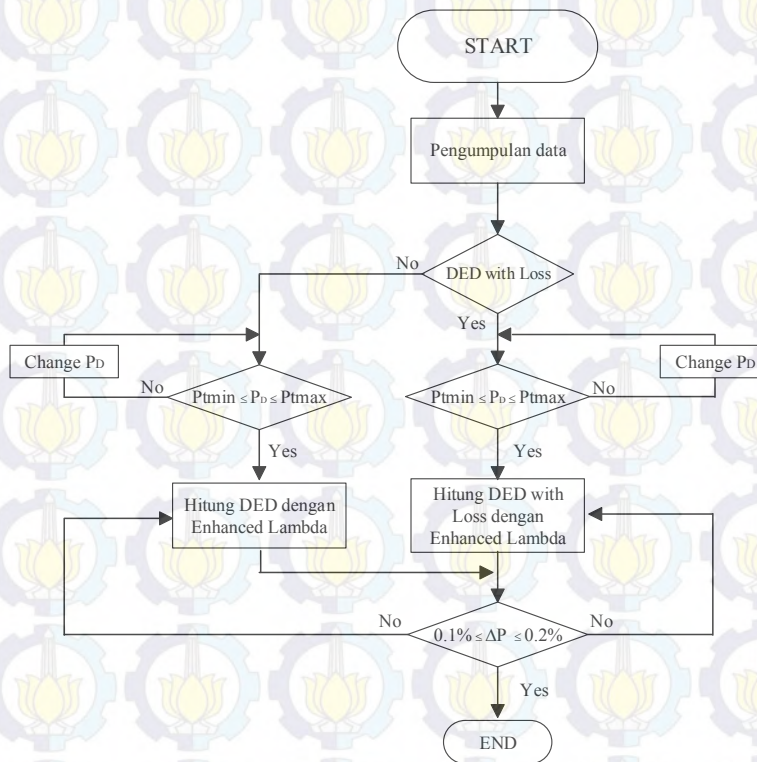 START
Pengumpulan data
DED with Loss
No
Yes
Change PD
No
Ptmin ≤ PD ≤ Ptmax
Yes
Ptmin ≤ PD ≤ Ptmax
No
Change PD
Yes
Hitung DED dengan
Enhanced Lambda
Hitung DED with
Loss dengan
Enhanced Lambda
No
0.1% ≤ ΔP ≤ 0.2%
No
Yes
END